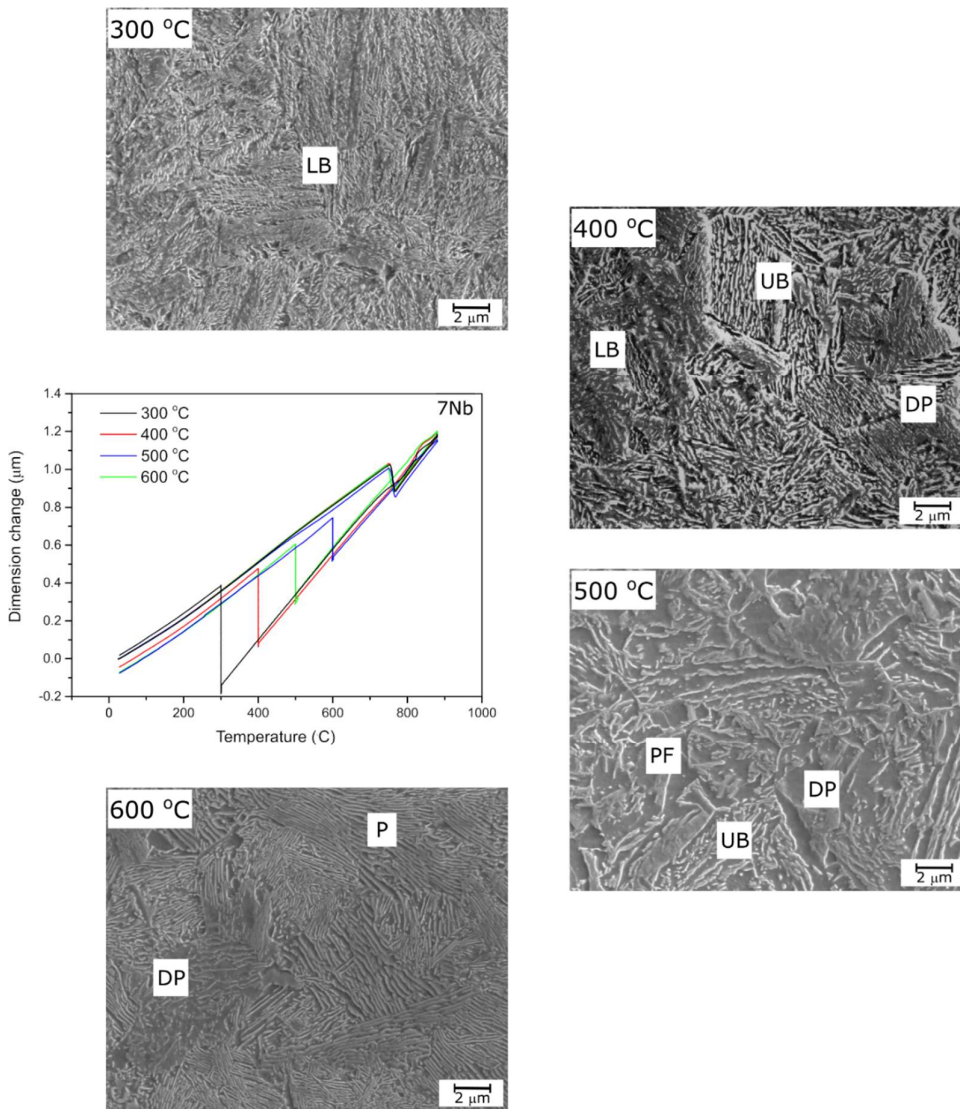 300 °C
LB
2 μm
400 °C
UB
LB
DP
2 μm
7Nb
300 °C
400 °C
500 °C
600 °C
1.4
1.2
1.0
0.8
0.6
0.4
0.2
0.0
-0.2
Dimension change (μm)
0
200
400
600
800
1000
Temperature (C)
500 °C
PF
DP
UB
2 μm
600 °C
P
DP
2 μm